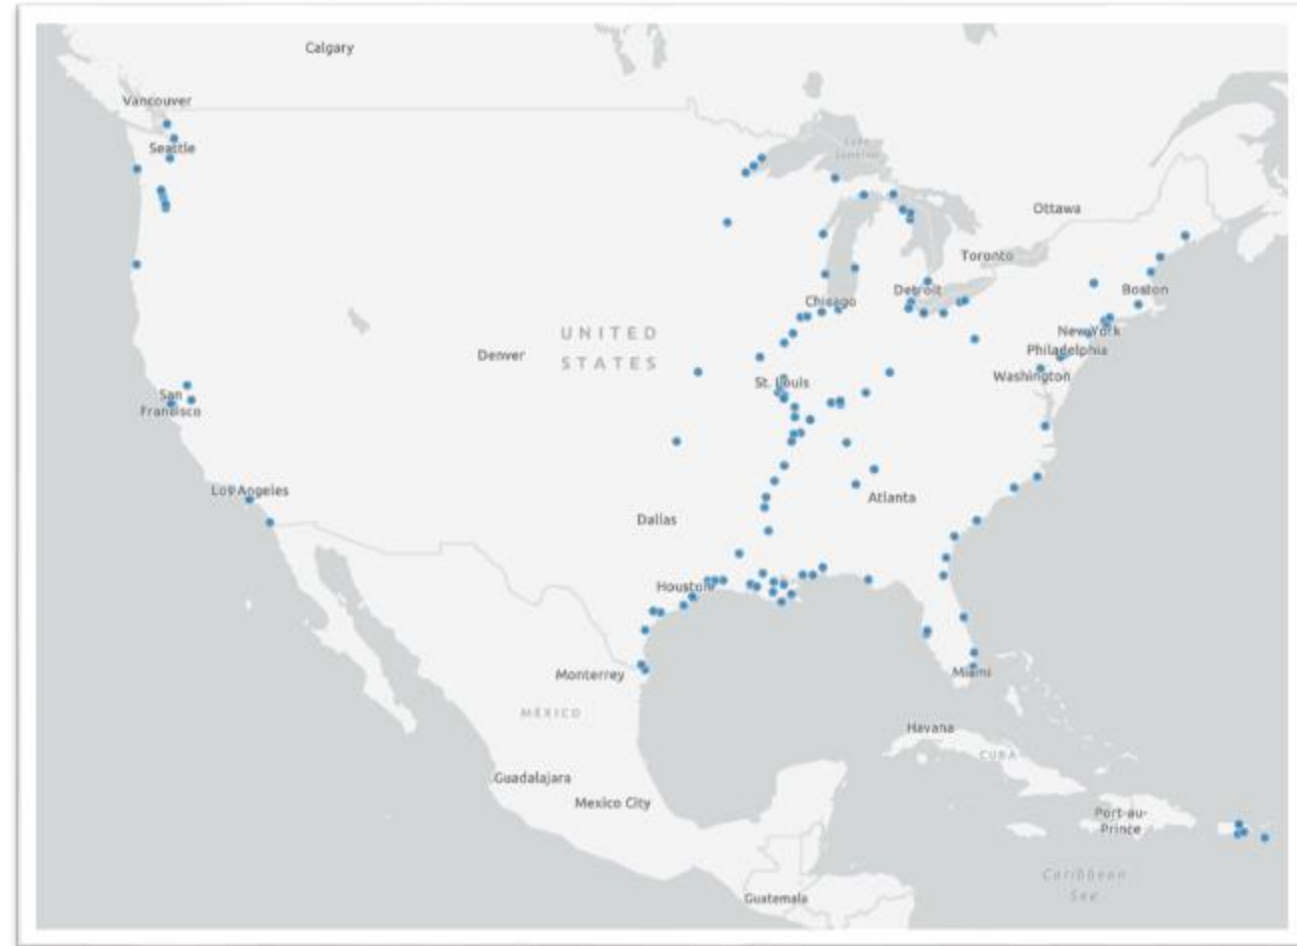 Calgary
Vancouver
Seattle
Lake
Superior
Ottawa
Toronto
Detroit
Boston
Chicago
UNITED
STATES
New York
Philadelphia
Denver
Washington
St. Louis
San
Francisco
Los Angeles
Atlanta
Dallas
Houston
Monterrey
Miami
MÉXICO
Havana
CUBA
Guadalajara
Mexico City
Port-au-
Prince
Caribbean
Sea
Guatemala